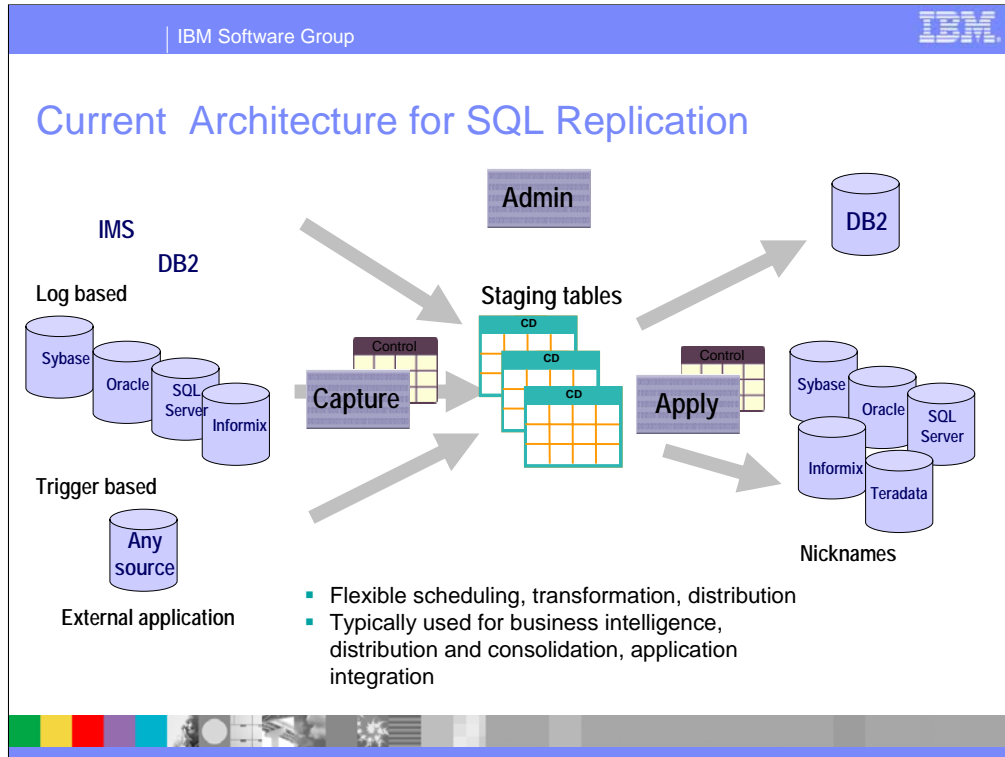 IBM Software Group
IBM.
Current Architecture for SQL Replication
Admin
DB2
IMS
DB2
Log based
Sybase
Oracle
SQL
Server
Informix
Control
Capture
Staging tables
CD
CD
CD
Control
Apply
Sybase
Oracle
SQL
Server
Informix
Teradata
Nicknames
Trigger based
Any
source
External application
▪ Flexible scheduling, transformation, distribution
▪ Typically used for business intelligence,
distribution and consolidation, application
integration